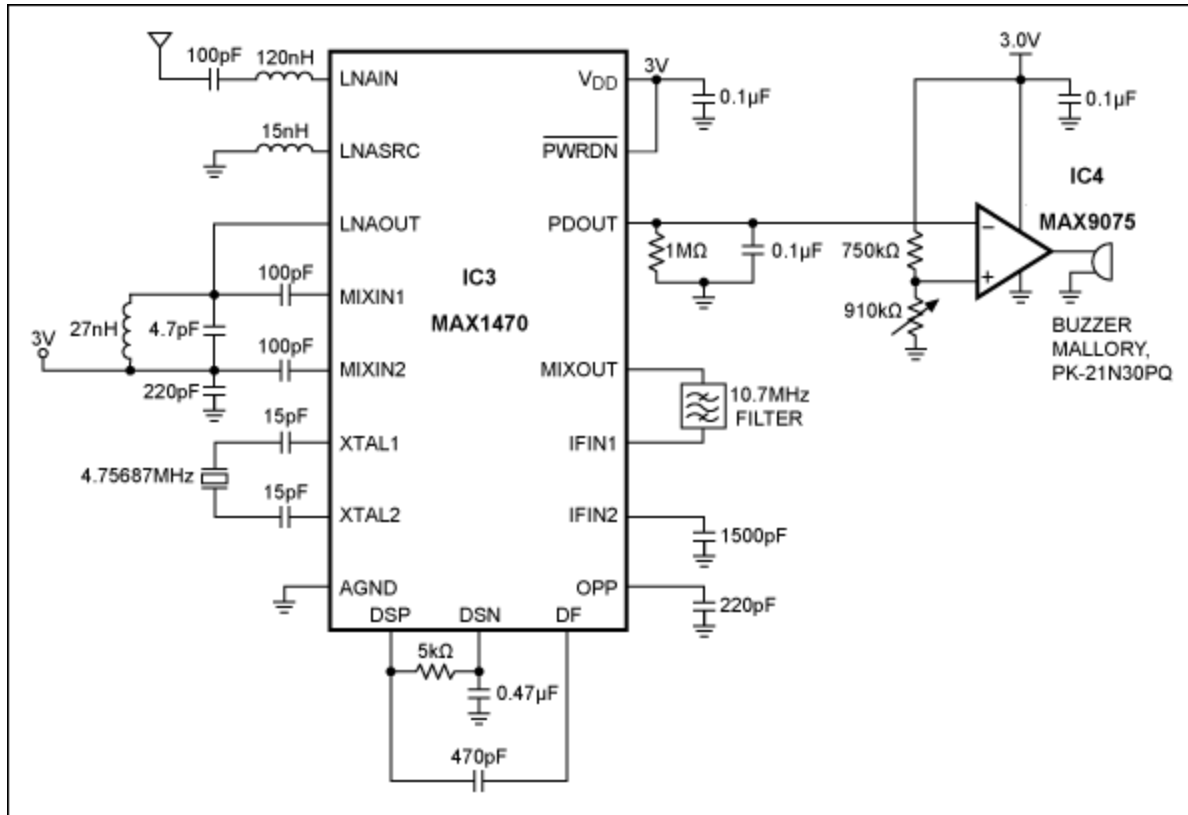 100pF
120nH
LNAIN
15nH
LNASRC
LNAOUT
100pF
MIXIN1
27nH
4.7pF
3V
100pF
MIXIN2
220pF
15pF
XTAL1
4.75687MHz
15pF
XTAL2
AGND
DSP
DSN
DF
5kΩ
0.47µF
470pF
IC3
MAX1470
VDD
3V
0.1µF
PWRDN
PDOUT
1MΩ
0.1µF
MIXOUT
10.7MHz
FILTER
IFIN1
IFIN2
1500pF
OPP
220pF
3.0V
0.1µF
IC4
MAX9075
750kΩ
−
+
910kΩ
BUZZER
MALLORY,
PK-21N30PQ